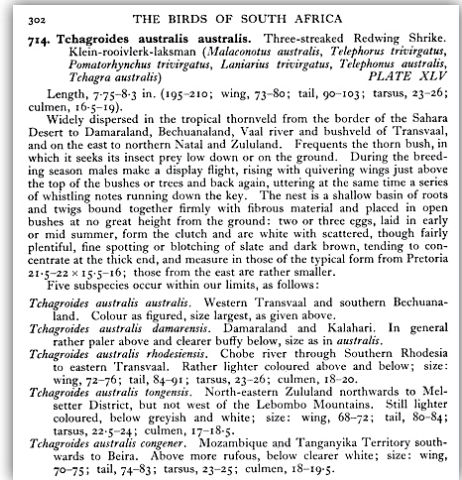 302 THE BIRDS OF SOUTH AFRICA
714. Tchagroides australis australis. Three-streaked Redwing Shrike.
Klein-rooivlerk-laksman (Malaconotus australis, Telephorus trivirgatus,
Pomatorhynchus trivirgatus, Laniarius trivirgatus, Telephonus australis,
Tchagra australis) PLATE XLV
Length, 7·75–8·3 in. (195–210; wing, 73–80; tail, 90–103; tarsus, 23–26;
culmen, 16·5–19).
Widely dispersed in the tropical thornveld from the border of the Sahara
Desert to Damaraland, Bechuanaland, Vaal river and bushveld of Transvaal,
and on the east to northern Natal and Zululand. Frequents the thorn bush, in
which it seeks its insect prey low down or on the ground. During the breed-
ing season males make a display flight, rising with quivering wings just above
the top of the bushes or trees and back again, uttering at the same time a series
of whistling notes running down the key. The nest is a shallow basin of roots
and twigs bound together firmly with fibrous material and placed in open
bushes at no great height from the ground: two or three eggs, laid in early
or mid summer, form the clutch and are white with scattered, though fairly
plentiful, fine spotting or blotching of slate and dark brown, tending to con-
centrate at the thick end, and measure in those of the typical form from Pretoria
21·5–22 × 15·5–16; those from the east are rather smaller.
Five subspecies occur within our limits, as follows:
Tchagroides australis australis. Western Transvaal and southern Bechuana-
land. Colour as figured, size largest, as given above.
Tchagroides australis damarensis. Damaraland and Kalahari. In general
rather paler above and clearer buffy below, size as in australis.
Tchagroides australis rhodesiensis. Chobe river through Southern Rhodesia
to eastern Transvaal. Rather lighter coloured above and below; size:
wing, 72–76; tail, 84–91; tarsus, 23–26; culmen, 18–20.
Tchagroides australis tongensis. North-eastern Zululand northwards to Mel-
setter District, but not west of the Lebombo Mountains. Still lighter
coloured, below greyish and white; size: wing, 68–72; tail, 80–84;
tarsus, 22·5–24; culmen, 17–18·5.
Tchagroides australis congener. Mozambique and Tanganyika Territory south-
wards to Beira. Above more rufous, below clearer white; size: wing,
70–75; tail, 74–83; tarsus, 23–25; culmen, 18–19·5.